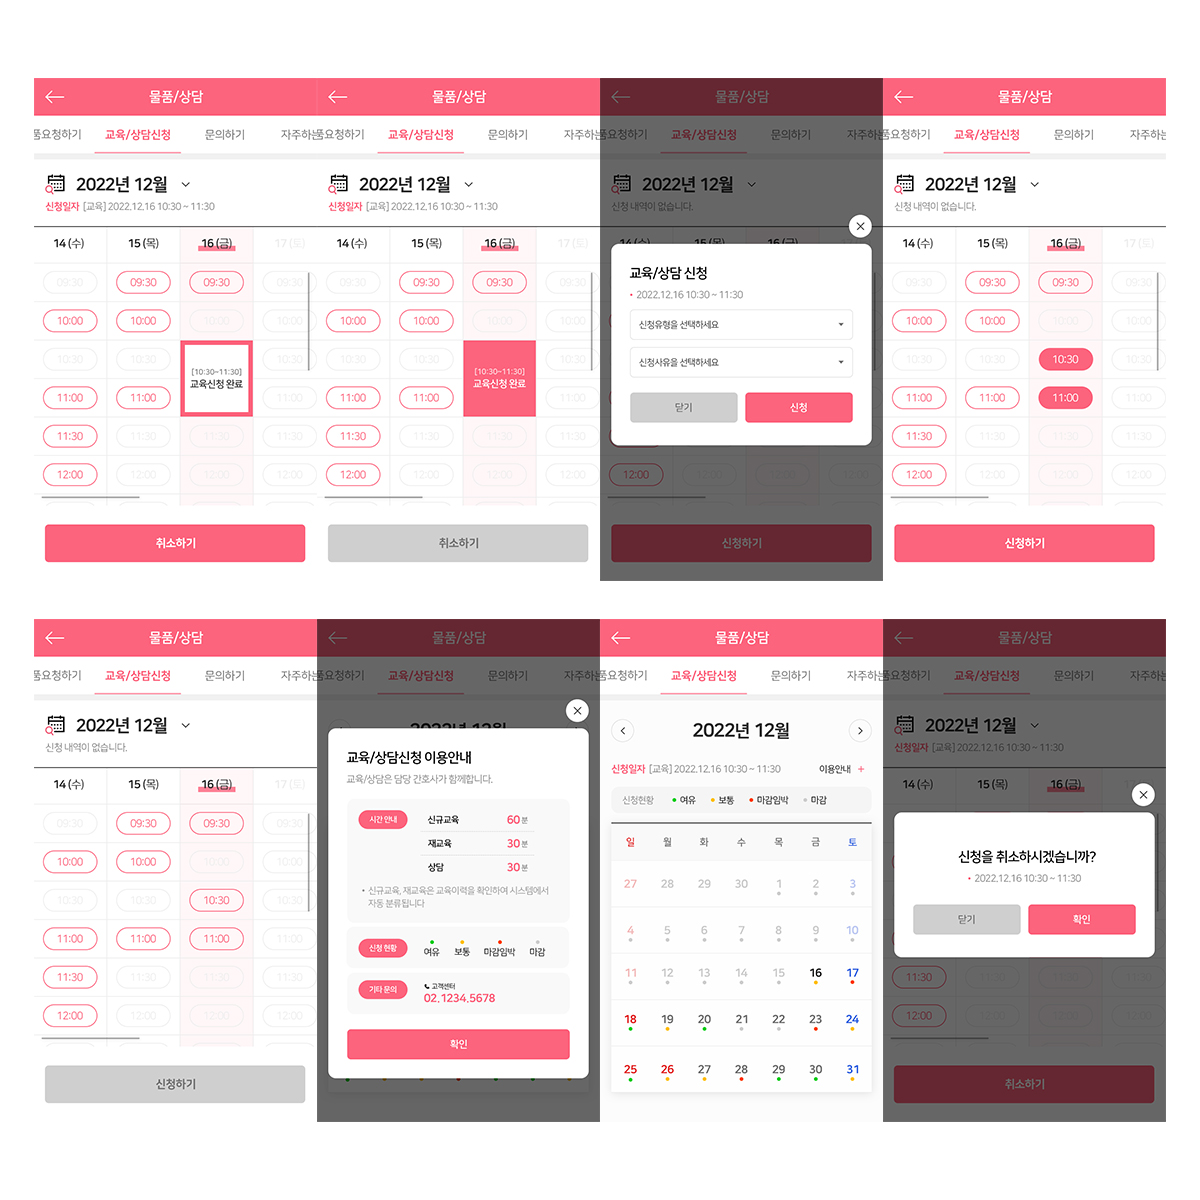 물품/상담
품요청하기 교육/상담신청 문의하기 자주하는
2022년 12월
신청일자 [교육] 2022.12.16 10:30 ~ 11:30
14 (수) 15 (목) 16 (금) 17 (토)
09:30 09:30 09:30 09:30
10:00 10:00 10:00 10:00
10:30 10:30 10:30
[10:30~11:30]
교육신청 완료
11:00 11:00 11:00
11:30 11:30 11:30 11:30
12:00 12:00 12:00 12:00
취소하기
물품/상담
품요청하기 교육/상담신청 문의하기 자주하는
2022년 12월
신청일자 [교육] 2022.12.16 10:30 ~ 11:30
14 (수) 15 (목) 16 (금) 17 (토)
09:30 09:30 09:30 09:30
10:00 10:00 10:00 10:00
10:30 10:30 10:30
[10:30~11:30]
교육신청 완료
11:00 11:00 11:00
11:30 11:30 11:30 11:30
12:00 12:00 12:00 12:00
취소하기
물품/상담
품요청하기 교육/상담신청 문의하기 자주하는
2022년 12월
신청 내역이 없습니다.
14 (수) 15 (목) 16 (금)
교육/상담 신청
• 2022.12.16 10:30 ~ 11:30
신청유형을 선택하세요
신청사유를 선택하세요
닫기 신청
12:00 12:00 12:00 12:00
신청하기
물품/상담
품요청하기 교육/상담신청 문의하기 자주하는
2022년 12월
신청 내역이 없습니다.
14 (수) 15 (목) 16 (금) 17 (토)
09:30 09:30 09:30 09:30
10:00 10:00 10:00 10:00
10:30 10:30 10:30 10:30
11:00 11:00 11:00 11:00
11:30 11:30 11:30 11:30
12:00 12:00 12:00 12:00
신청하기
물품/상담
품요청하기 교육/상담신청 문의하기 자주하는
2022년 12월
신청 내역이 없습니다.
14 (수) 15 (목) 16 (금) 17 (토)
09:30 09:30 09:30 09:30
10:00 10:00 10:00 10:00
10:30 10:30 10:30 10:30
11:00 11:00 11:00 11:00
11:30 11:30 11:30 11:30
12:00 12:00 12:00 12:00
신청하기
물품/상담
품요청하기 교육/상담신청 문의하기 자주하는
2022년 12월
교육/상담신청 이용안내
교육/상담은 담당 간호사가 함께합니다.
시간 안내 신규교육 60분
재교육 30분
상담 30분
• 신규교육, 재교육은 교육이력을 확인하여 시스템에서
자동 분류됩니다
신청 현황 여유 보통 마감임박 마감
기타 문의 고객센터
02.1234.5678
확인
물품/상담
품요청하기 교육/상담신청 문의하기 자주하는
2022년 12월
신청일자 [교육] 2022.12.16 10:30 ~ 11:30 이용안내 +
신청현황 여유 보통 마감임박 마감
일 월 화 수 목 금 토
27 28 29 30 1 2 3
4 5 6 7 8 9 10
11 12 13 14 15 16 17
18 19 20 21 22 23 24
25 26 27 28 29 30 31
물품/상담
품요청하기 교육/상담신청 문의하기 자주하는
2022년 12월
신청일자 [교육] 2022.12.16 10:30 ~ 11:30
14 (수) 15 (목) 16 (금) 17 (토)
신청을 취소하시겠습니까?
• 2022.12.16 10:30 ~ 11:30
닫기 확인
11:30 11:30 11:30 11:30
12:00 12:00 12:00 12:00
취소하기